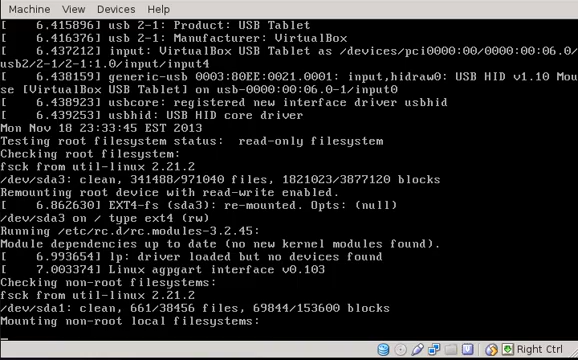 Machine View Devices Help
[    6.415896] usb 2-1: Product: USB Tablet
[    6.416376] usb 2-1: Manufacturer: VirtualBox
[    6.437212] input: VirtualBox USB Tablet as /devices/pci0000:00/0000:00:06.0/
usb2/2-1/2-1:1.0/input/input4
[    6.438159] generic-usb 0003:80EE:0021.0001: input,hidraw0: USB HID v1.10 Mou
se [VirtualBox USB Tablet] on usb-0000:00:06.0-1/input0
[    6.438923] usbcore: registered new interface driver usbhid
[    6.439253] usbhid: USB HID core driver
Mon Nov 18 23:33:45 EST 2013
Testing root filesystem status:  read-only filesystem
Checking root filesystem:
fsck from util-linux 2.21.2
/dev/sda3: clean, 341488/971040 files, 1821023/3877120 blocks
Remounting root device with read-write enabled.
[    6.862630] EXT4-fs (sda3): re-mounted. Opts: (null)
/dev/sda3 on / type ext4 (rw)
Running /etc/rc.d/rc.modules-3.2.45:
Module dependencies up to date (no new kernel modules found).
[    6.993654] lp: driver loaded but no devices found
[    7.003374] Linux agpgart interface v0.103
Checking non-root filesystems:
fsck from util-linux 2.21.2
/dev/sda1: clean, 661/38456 files, 69844/153600 blocks
Mounting non-root local filesystems:
Right Ctrl